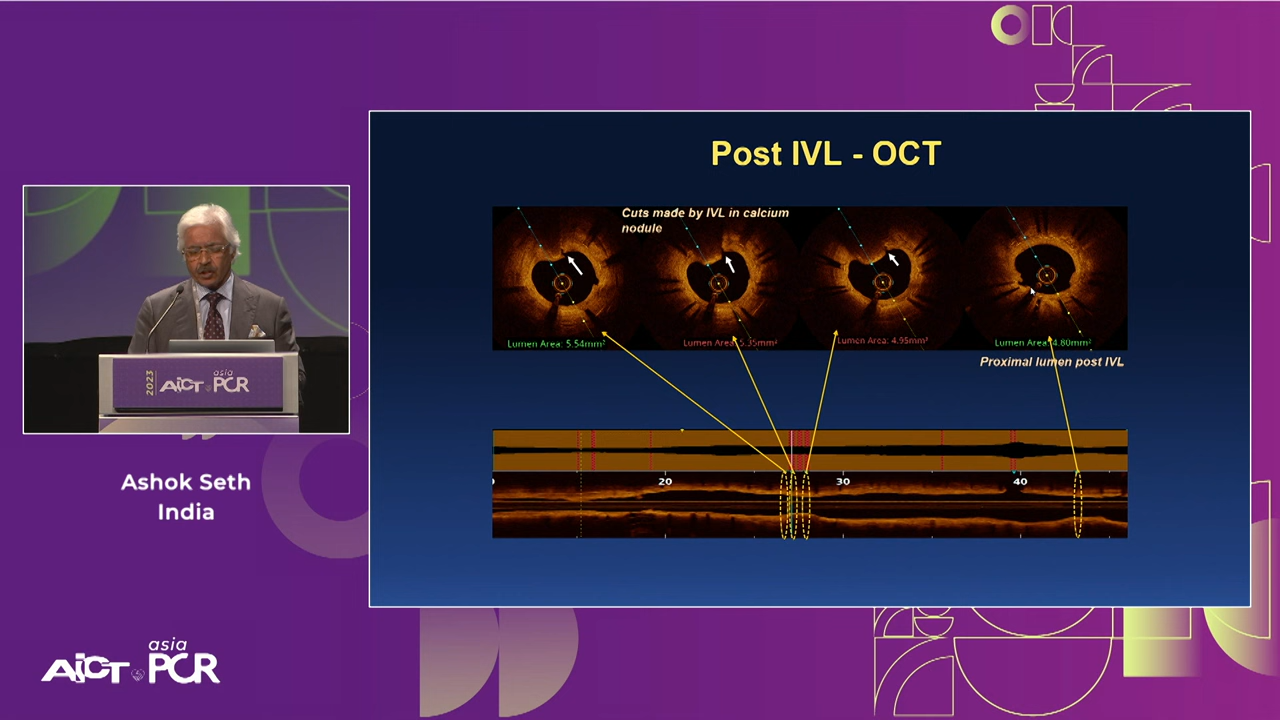 Post IVL - OCT
Cuts made by IVL in calcium
nodule
Lumen Area: 5.54mm²
Lumen Area: 5.35mm²
Lumen Area: 4.95mm²
Lumen Area: 4.80mm²
Proximal lumen post IVL
20
30
40
2023
AICT
asia
PCR
Ashok Seth
India
asia
AICT PCR